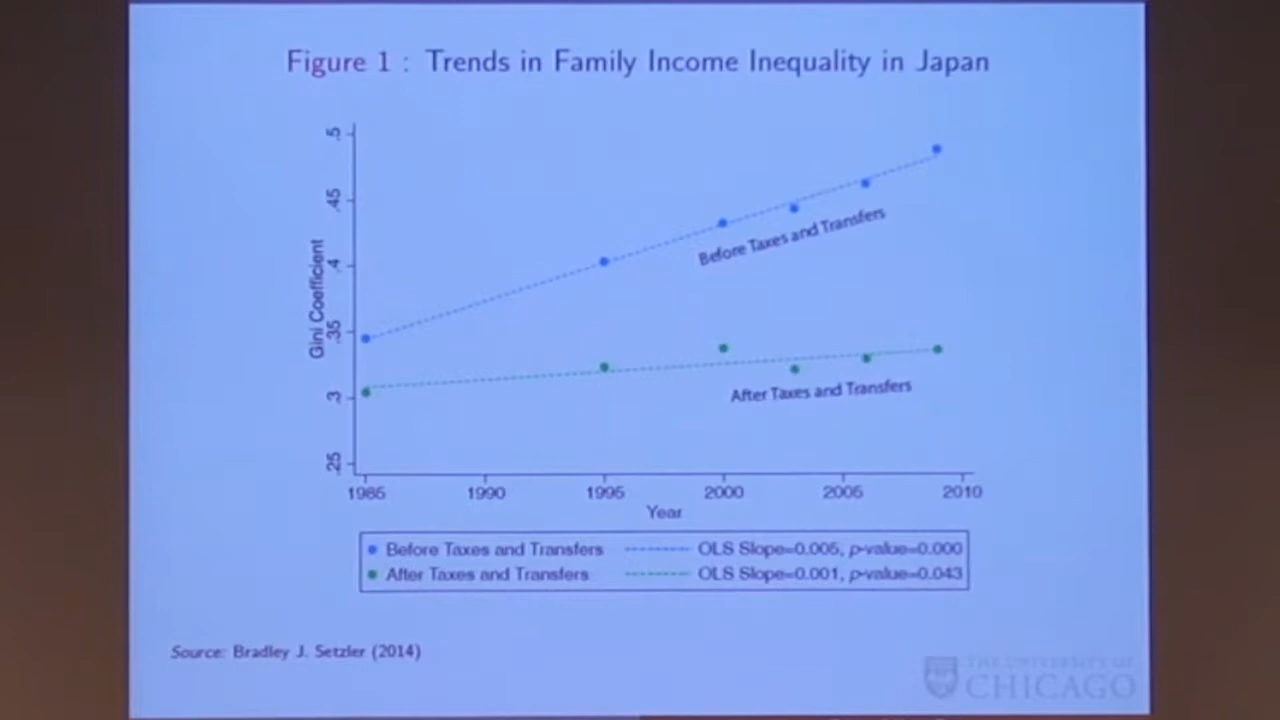 Figure 1 : Trends in Family Income Inequality in Japan
.5
.45
.4
.35
.3
.25
Gini Coefficient
Before Taxes and Transfers
After Taxes and Transfers
1985 1990 1995 2000 2005 2010
Year
Before Taxes and Transfers OLS Slope=0.005, p-value=0.000
After Taxes and Transfers OLS Slope=0.001, p-value=0.043
Source: Bradley J. Setzler (2014)
THE UNIVERSITY OF
CHICAGO